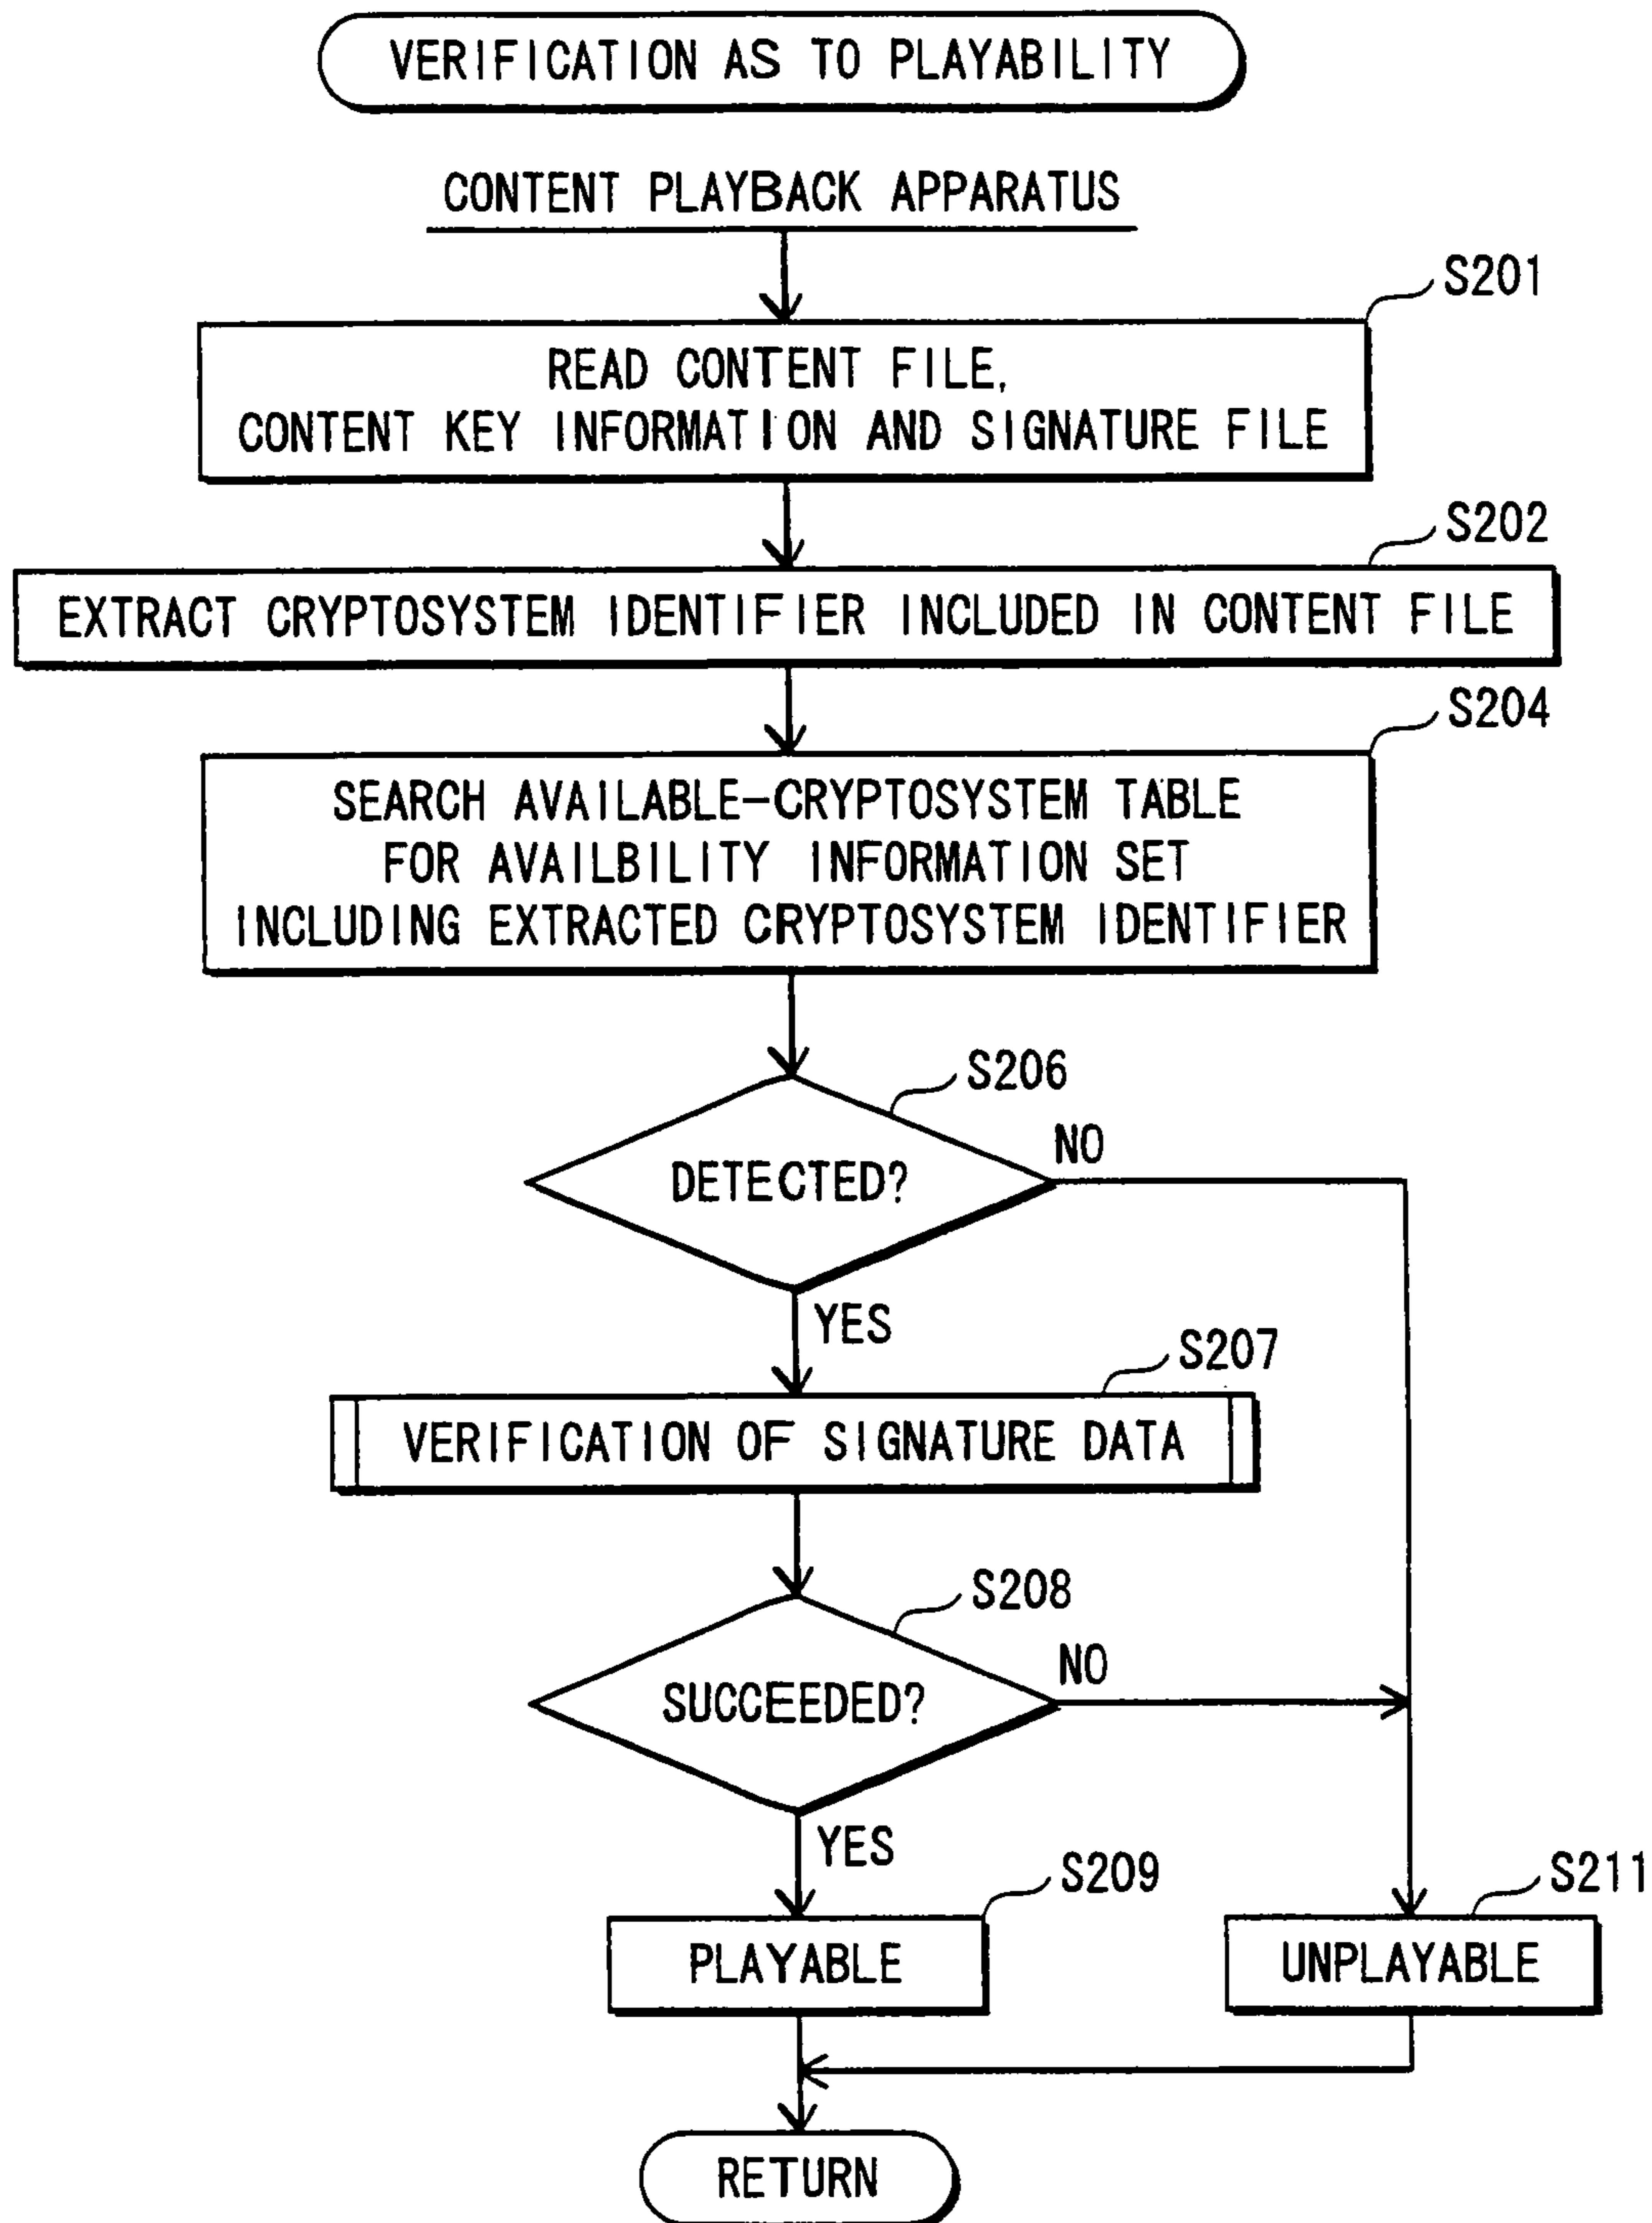 VERIFICATION AS TO PLAYABILITY
CONTENT PLAYBACK APPARATUS
S201
READ CONTENT FILE,
CONTENT KEY INFORMATION AND SIGNATURE FILE
S202
EXTRACT CRYPTOSYSTEM IDENTIFIER INCLUDED IN CONTENT FILE
S204
SEARCH AVAILABLE-CRYPTOSYSTEM TABLE
FOR AVAILBILITY INFORMATION SET
INCLUDING EXTRACTED CRYPTOSYSTEM IDENTIFIER
S206
DETECTED?
NO
YES
S207
VERIFICATION OF SIGNATURE DATA
S208
SUCCEEDED?
NO
YES
S209
PLAYABLE
S211
UNPLAYABLE
RETURN